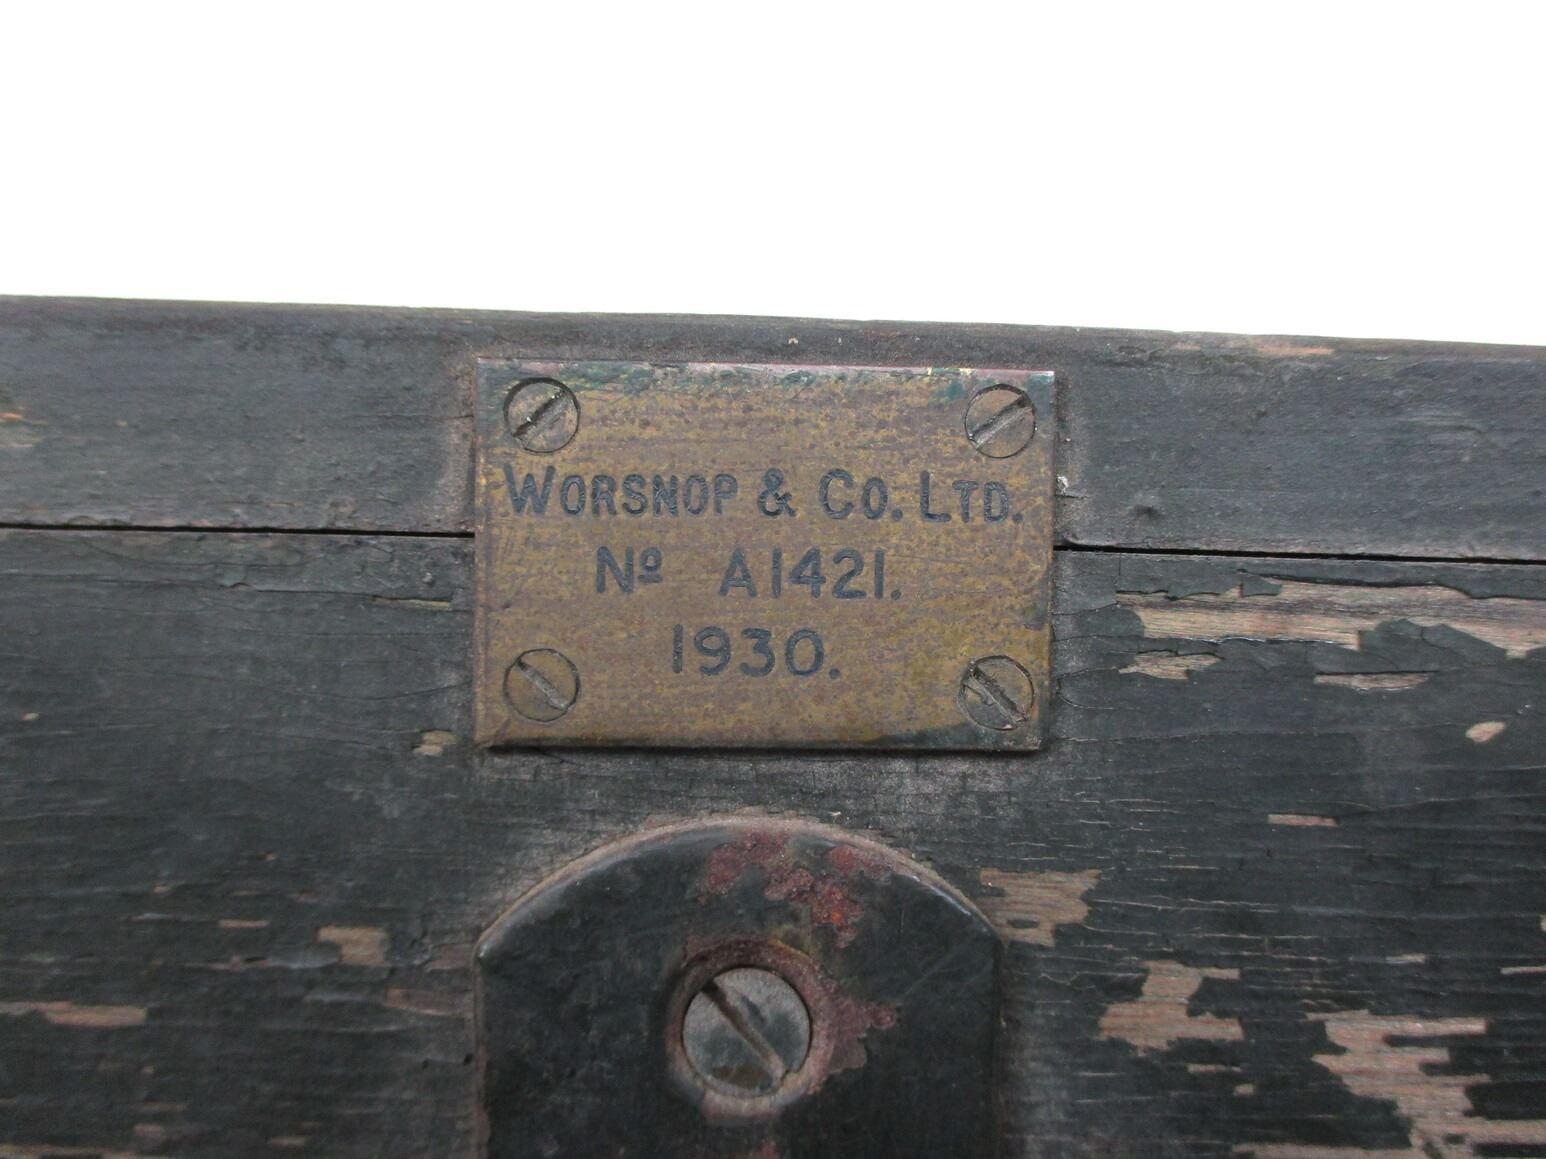 WORSNOP & CO. LTD.
Nº A1421.
1930.